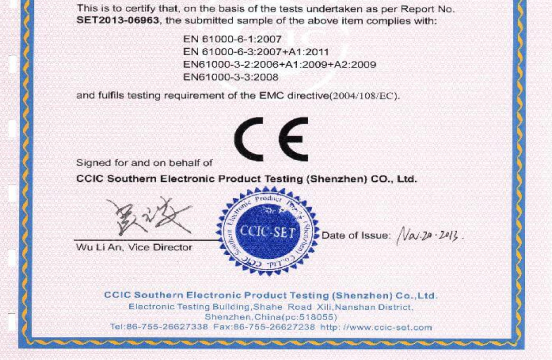 This is to certify that, on the basis of the tests undertaken as per Report No.
SET2013-06963, the submitted sample of the above item complies with:
EN 61000-6-1:2007
EN 61000-6-3:2007+A1:2011
EN61000-3-2:2006+A1:2009+A2:2009
EN61000-3-3:2008
and fulfils testing requirement of the EMC directive(2004/108/EC).
CE
Signed for and on behalf of
CCIC Southern Electronic Product Testing (Shenzhen) CO., Ltd.
CCIC-SET
Date of Issue: Nov.20-2013
Wu Li An, Vice Director
CCIC Southern Electronic Product Testing (Shenzhen) Co.,Ltd.
Electronic Testing Building,Shahe Road Xili,Nanshan District,
Shenzhen,China(pc:518055)
Tel:86-755-26627338 Fax:86-755-26627238 http://www.ccic-set.com